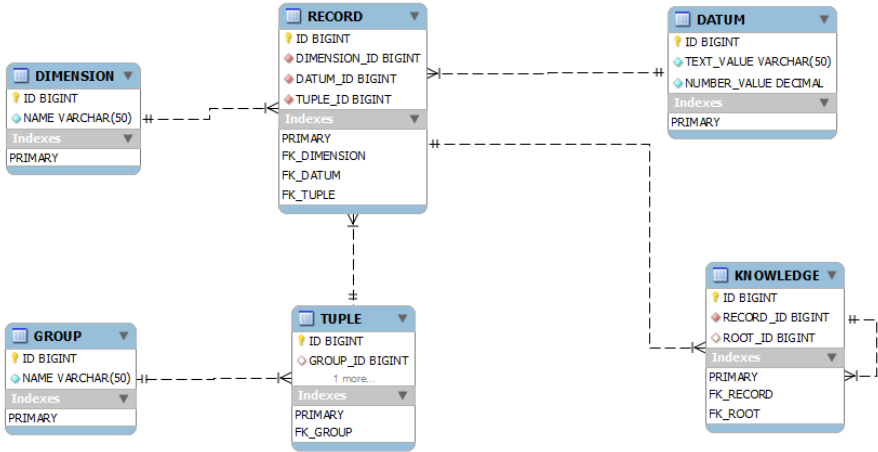 RECORD
ID BIGINT
DIMENSION_ID BIGINT
DATUM_ID BIGINT
TUPLE_ID BIGINT
Indexes
PRIMARY
FK_DIMENSION
FK_DATUM
FK_TUPLE
DATUM
ID BIGINT
TEXT_VALUE VARCHAR(50)
NUMBER_VALUE DECIMAL
Indexes
PRIMARY
DIMENSION
ID BIGINT
NAME VARCHAR(50)
Indexes
PRIMARY
KNOWLEDGE
ID BIGINT
RECORD_ID BIGINT
ROOT_ID BIGINT
Indexes
PRIMARY
FK_RECORD
FK_ROOT
TUPLE
ID BIGINT
GROUP_ID BIGINT
1 more...
Indexes
PRIMARY
FK_GROUP
GROUP
ID BIGINT
NAME VARCHAR(50)
Indexes
PRIMARY